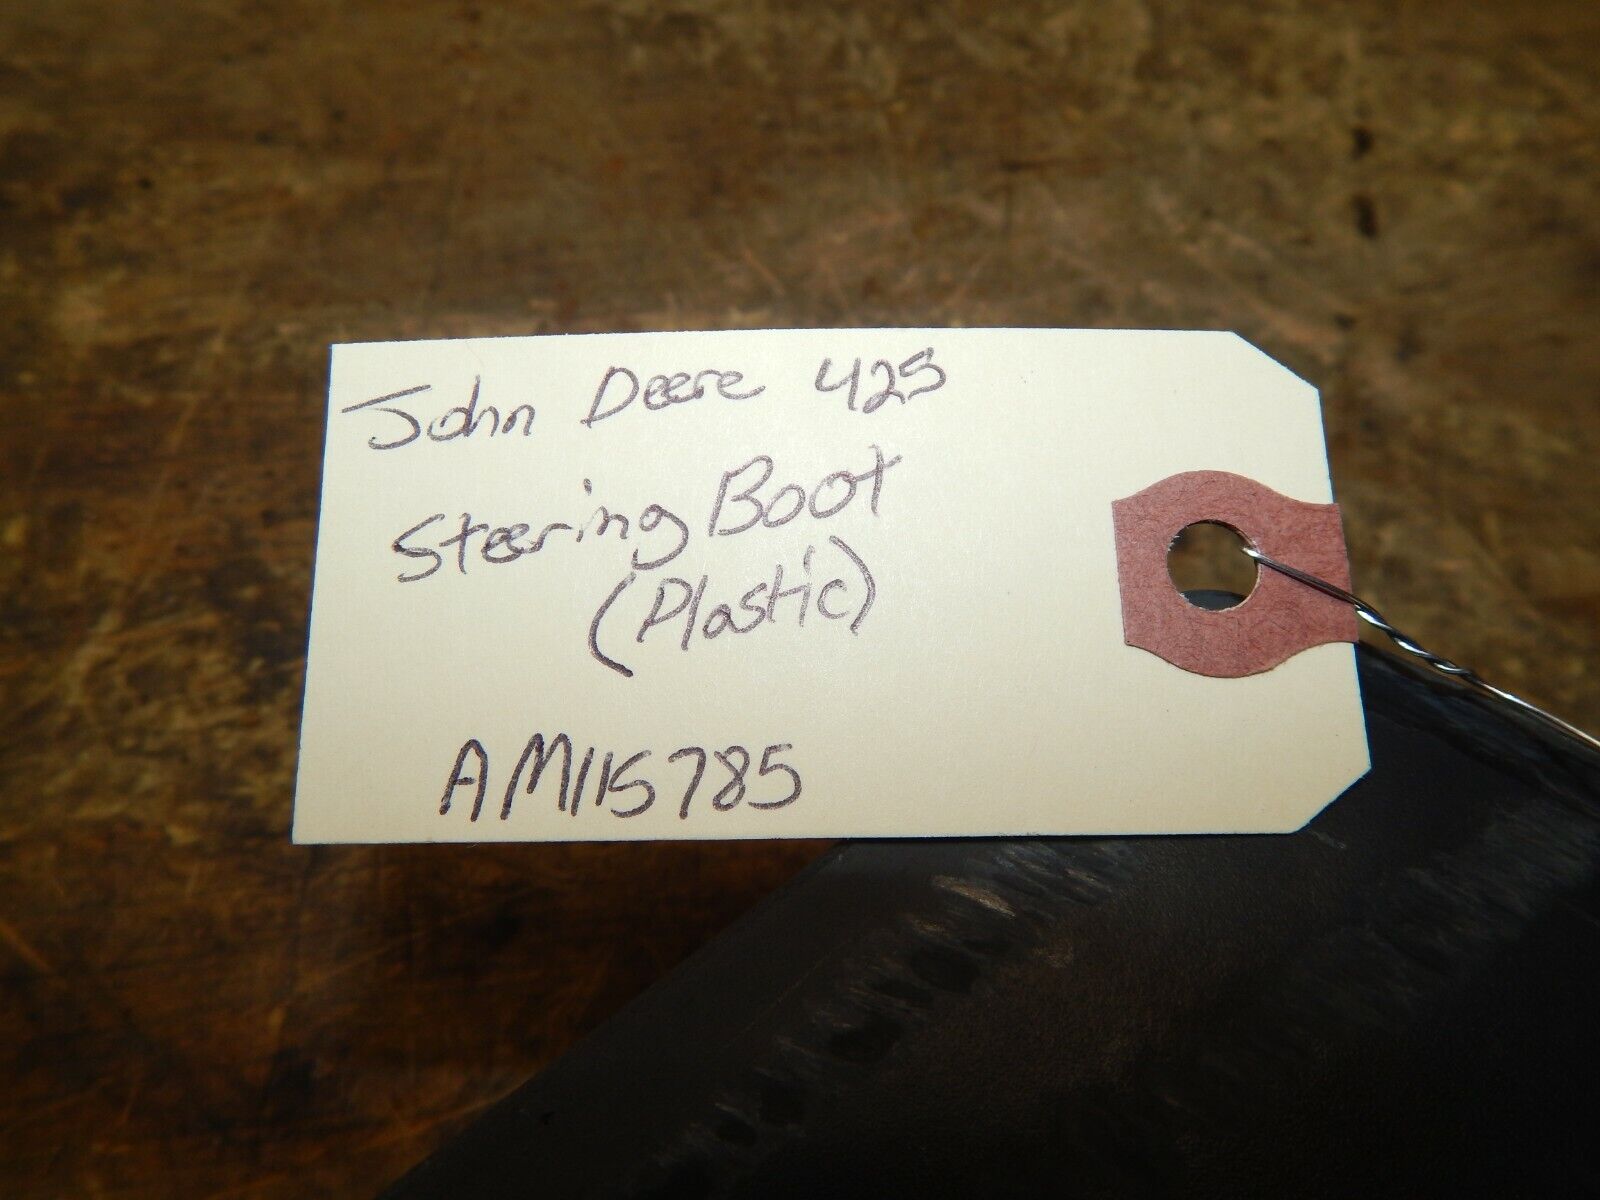 John Deere 425
Steering Boot
(Plastic)
AM115785